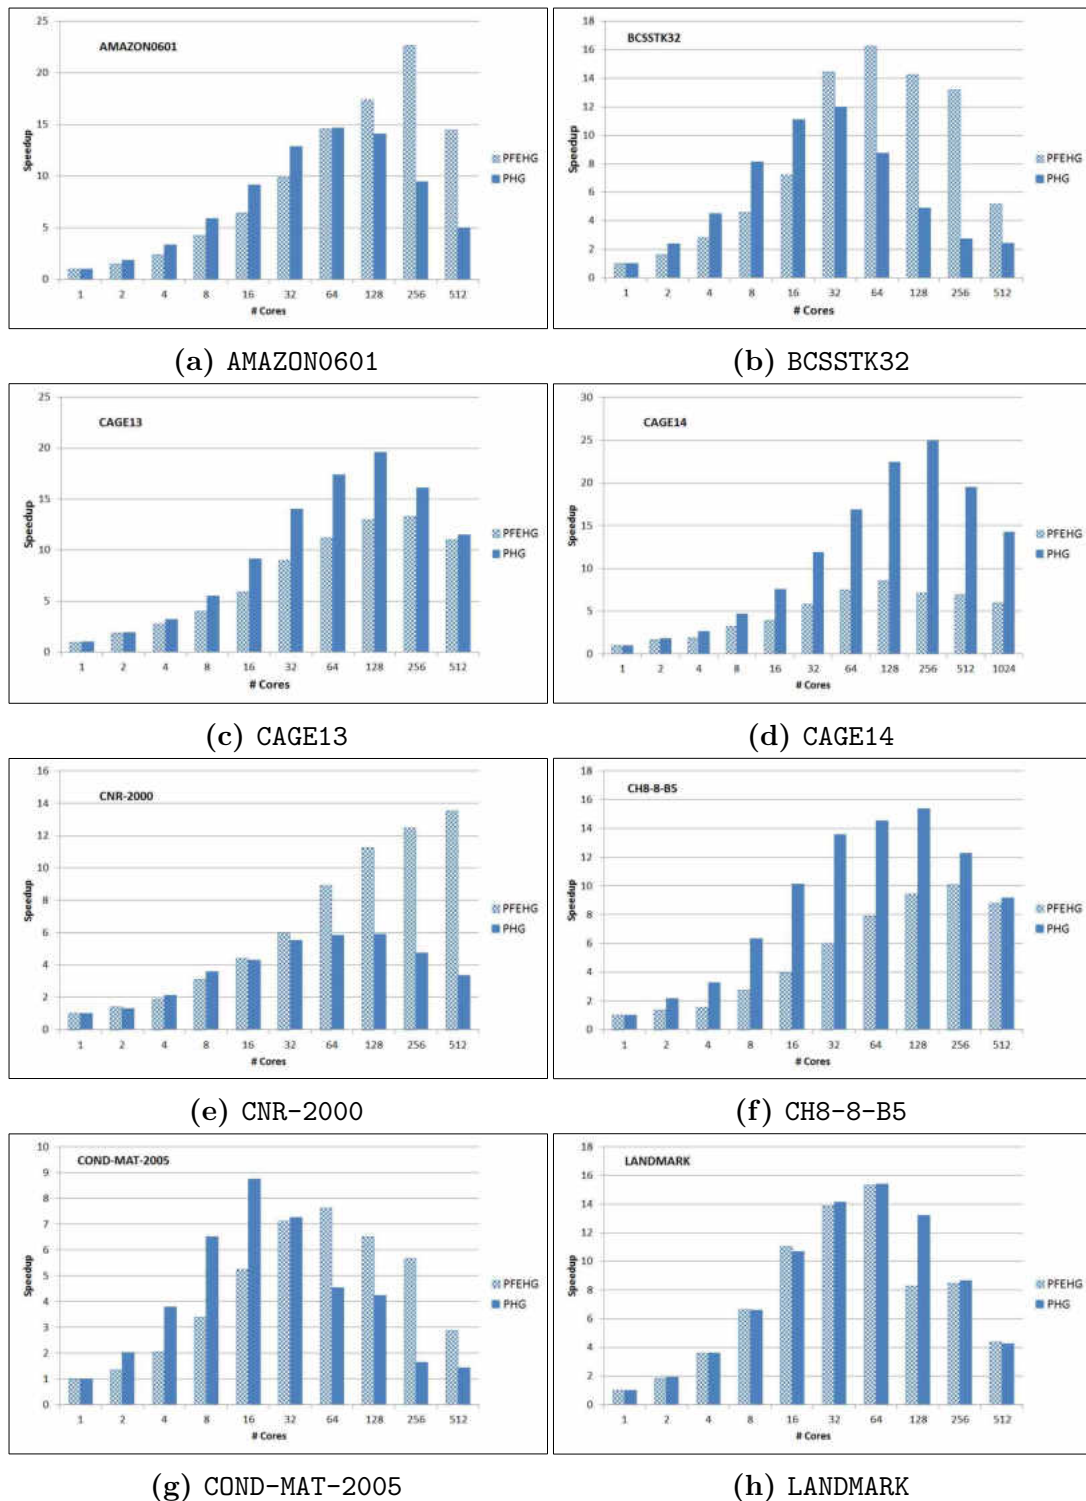 AMAZON0601
25
20
15
10
5
0
Speedup
1 2 4 8 16 32 64 128 256 512
# Cores
PFEHG
PHG
(a) AMAZON0601
BCSSTK32
18
16
14
12
10
8
6
4
2
0
Speedup
1 2 4 8 16 32 64 128 256 512
# Cores
PFEHG
PHG
(b) BCSSTK32
CAGE13
25
20
15
10
5
0
Speedup
1 2 4 8 16 32 64 128 256 512
# Cores
PFEHG
PHG
(c) CAGE13
CAGE14
30
25
20
15
10
5
0
Speedup
1 2 4 8 16 32 64 128 256 512 1024
# Cores
PFEHG
PHG
(d) CAGE14
CNR-2000
16
14
12
10
8
6
4
2
0
Speedup
1 2 4 8 16 32 64 128 256 512
# Cores
PFEHG
PHG
(e) CNR-2000
CH8-8-B5
18
16
14
12
10
8
6
4
2
0
Speedup
1 2 4 8 16 32 64 128 256 512
# Cores
PFEHG
PHG
(f) CH8-8-B5
COND-MAT-2005
10
9
8
7
6
5
4
3
2
1
0
Speedup
1 2 4 8 16 32 64 128 256 512
# Cores
PFEHG
PHG
(g) COND-MAT-2005
LANDMARK
18
16
14
12
10
8
6
4
2
0
Speedup
1 2 4 8 16 32 64 128 256 512
# Cores
PFEHG
PHG
(h) LANDMARK